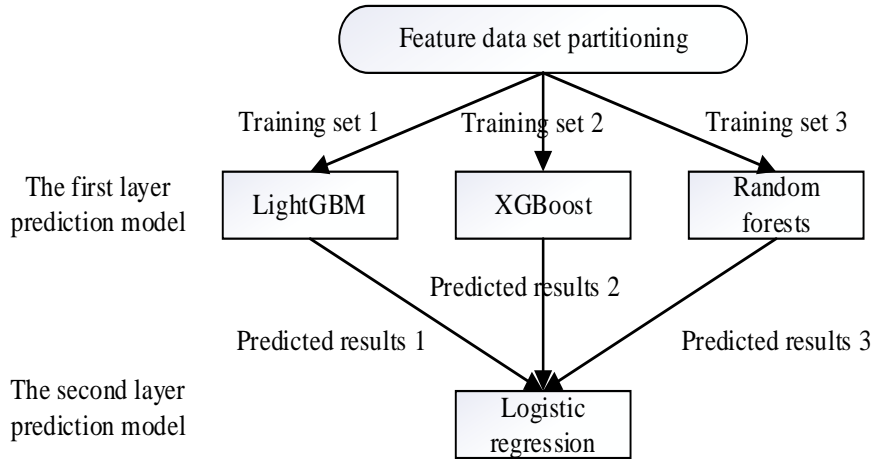 Feature data set partitioning
Training set 1
Training set 2
Training set 3
The first layer
prediction model
LightGBM
XGBoost
Random
forests
Predicted results 2
Predicted results 1
Predicted results 3
The second layer
prediction model
Logistic
regression